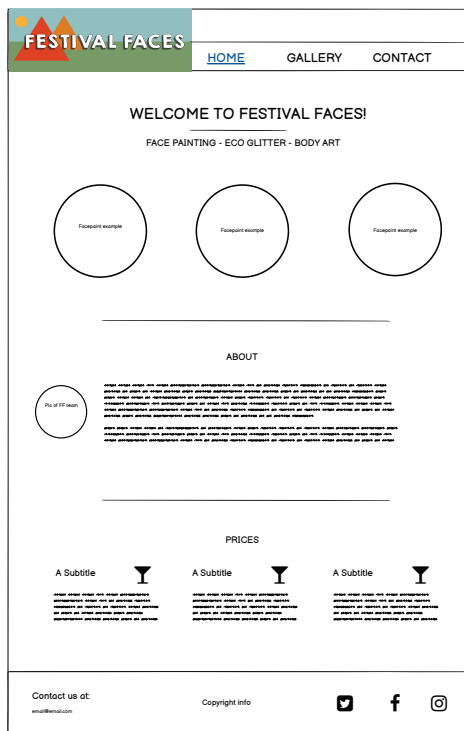 FESTIVAL FACES
HOME GALLERY CONTACT
WELCOME TO FESTIVAL FACES!
FACE PAINTING - ECO GLITTER - BODY ART
Facepaint example Facepaint example Facepaint example
ABOUT
Pic of FF team
PRICES
A Subtitle A Subtitle A Subtitle
Contact us at:
email@email.com
Copyright info